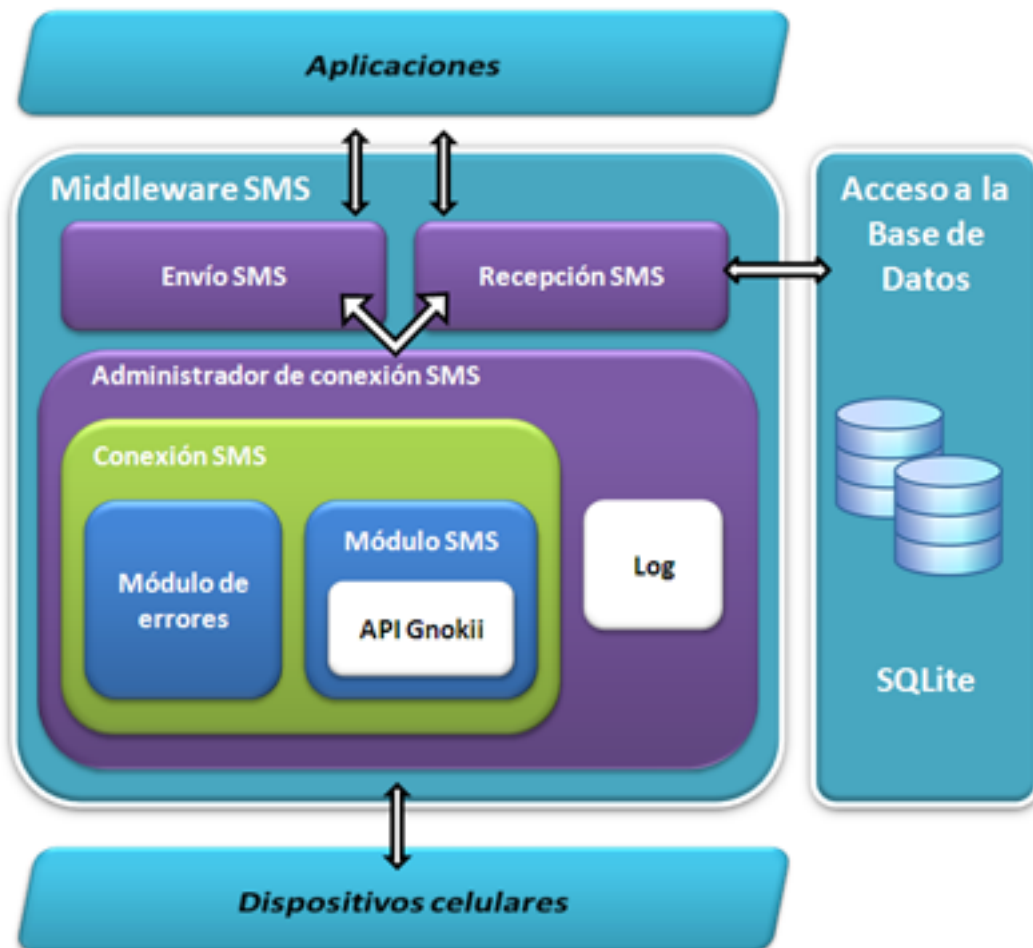 Aplicaciones
Middleware SMS
Envío SMS
Recepción SMS
Acceso a la
Base de
Datos
Administrador de conexión SMS
Conexión SMS
Módulo de
errores
Módulo SMS
API Gnokii
Log
SQLite
Dispositivos celulares